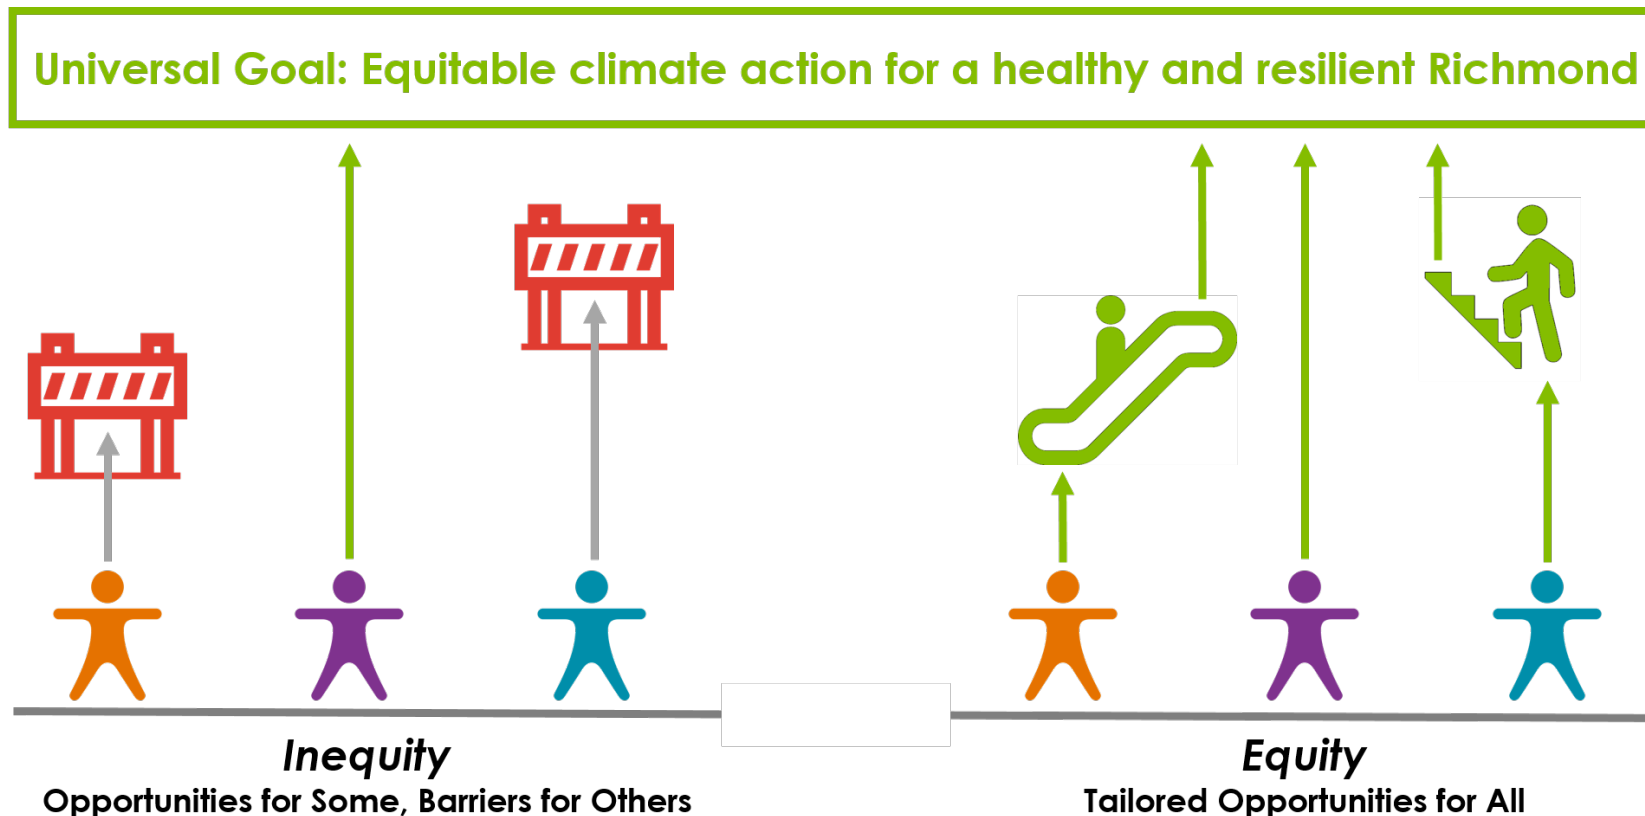 Universal Goal: Equitable climate action for a healthy and resilient Richmond
Inequity
Opportunities for Some, Barriers for Others
Equity
Tailored Opportunities for All